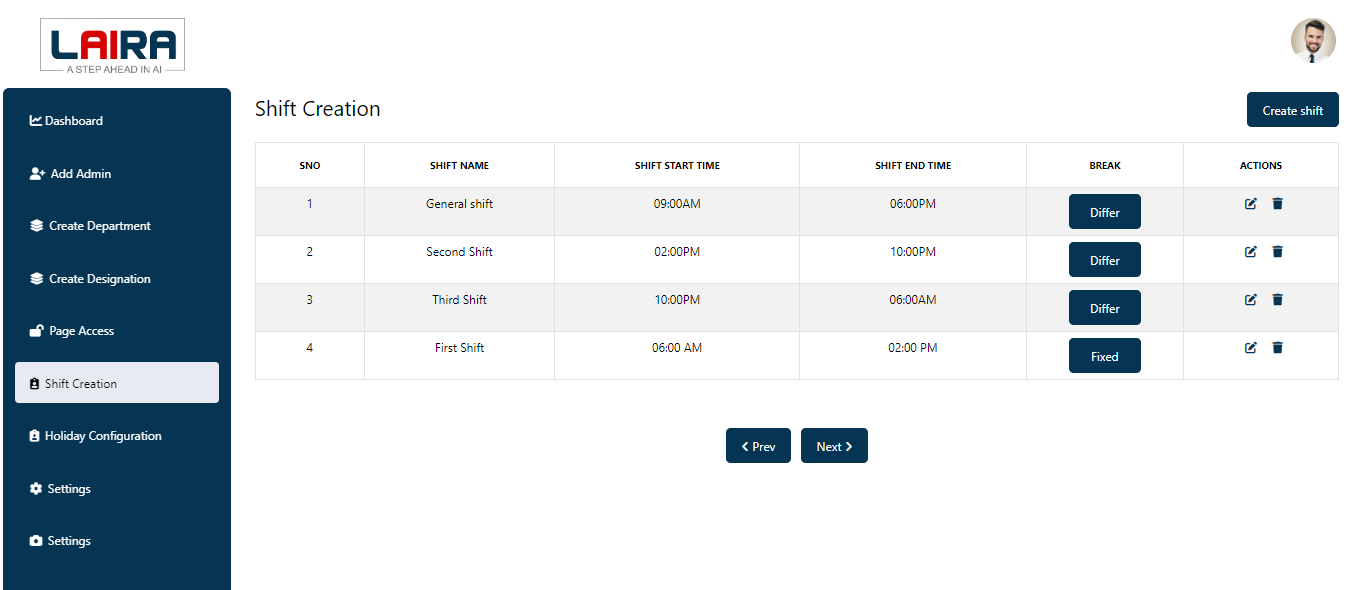 LAIRA
A STEP AHEAD IN AI
Dashboard
Add Admin
Create Department
Create Designation
Page Access
Shift Creation
Holiday Configuration
Settings
Settings
Shift Creation
Create shift
SNO SHIFT NAME SHIFT START TIME SHIFT END TIME BREAK ACTIONS
1 General shift 09:00AM 06:00PM Differ
2 Second Shift 02:00PM 10:00PM Differ
3 Third Shift 10:00PM 06:00AM Differ
4 First Shift 06:00 AM 02:00 PM Fixed
Prev Next